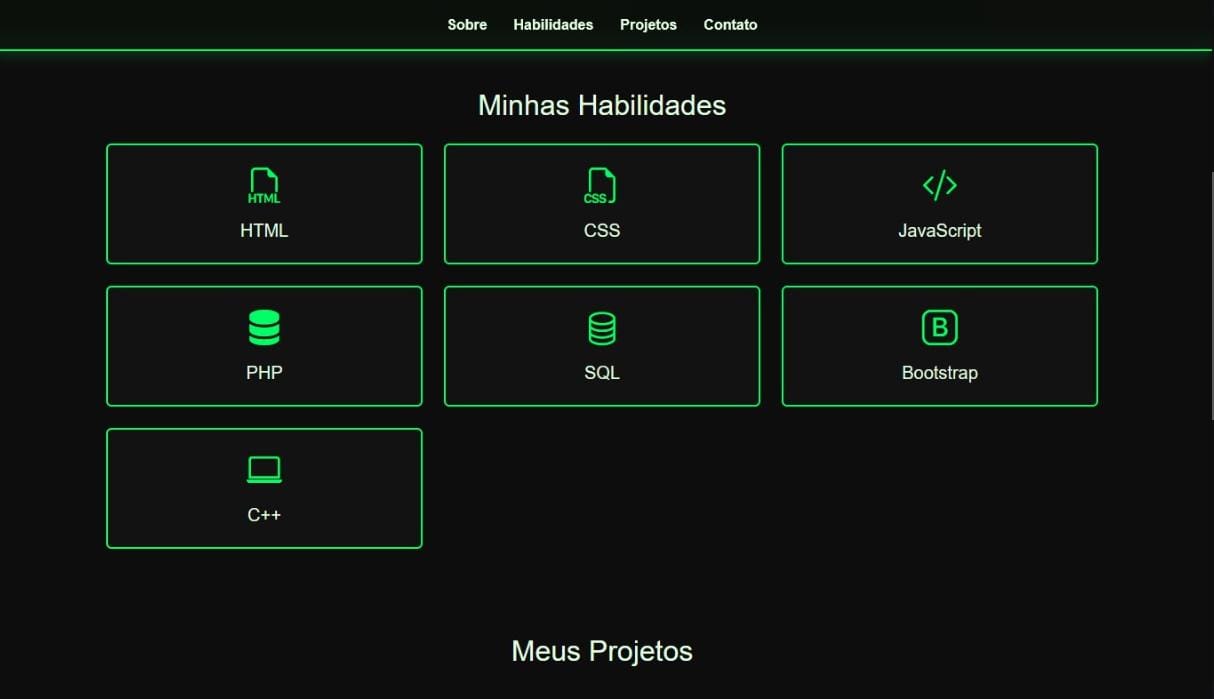 Sobre Habilidades Projetos Contato
Minhas Habilidades
HTML CSS
HTML CSS JavaScript
B
PHP SQL Bootstrap
C++
Meus Projetos